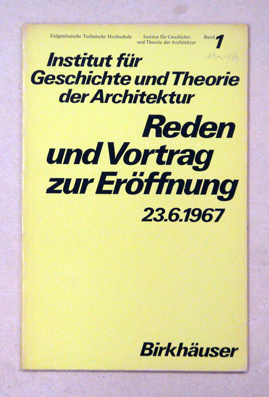 Eidgenössische Technische Hochschule Institut für Geschichte Band 1
und Theorie der Architektur
Institut für
Geschichte und Theorie
der Architektur
Reden
und Vortrag
zur Eröffnung
23.6.1967
Birkhäuser